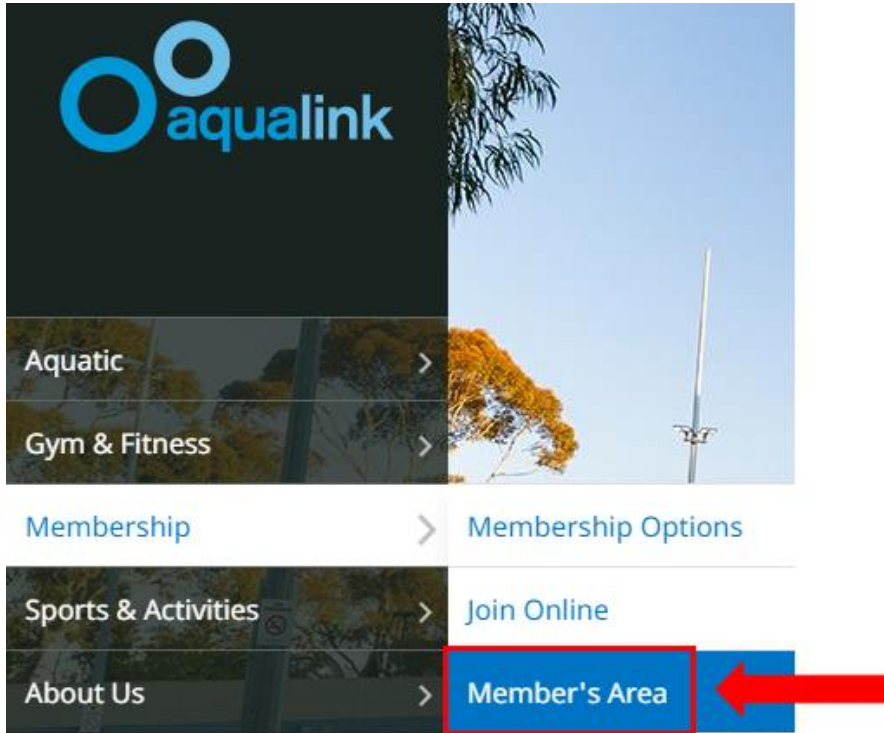 aqualink
Aquatic
Gym & Fitness
Membership
Membership Options
Sports & Activities
Join Online
About Us
Member's Area